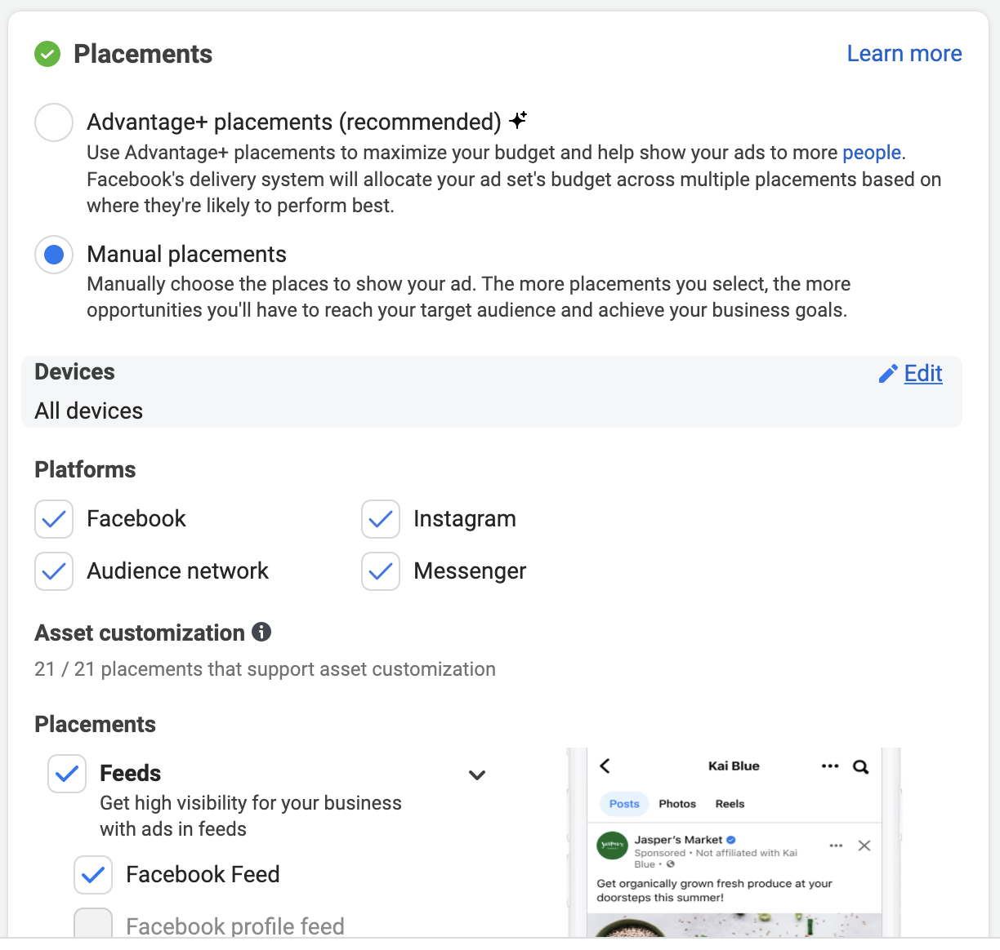 Placements
Learn more
Advantage+ placements (recommended)
Use Advantage+ placements to maximize your budget and help show your ads to more people.
Facebook's delivery system will allocate your ad set's budget across multiple placements based on
where they're likely to perform best.
Manual placements
Manually choose the places to show your ad. The more placements you select, the more
opportunities you'll have to reach your target audience and achieve your business goals.
Devices
Edit
All devices
Platforms
Facebook
Instagram
Audience network
Messenger
Asset customization
21 / 21 placements that support asset customization
Placements
Feeds
Get high visibility for your business
with ads in feeds
Facebook Feed
Facebook profile feed
Kai Blue
Posts Photos Reels
Jasper's
Jasper's Market
Sponsored • Not affiliated with Kai
Blue •
Get organically grown fresh produce at your
doorsteps this summer!